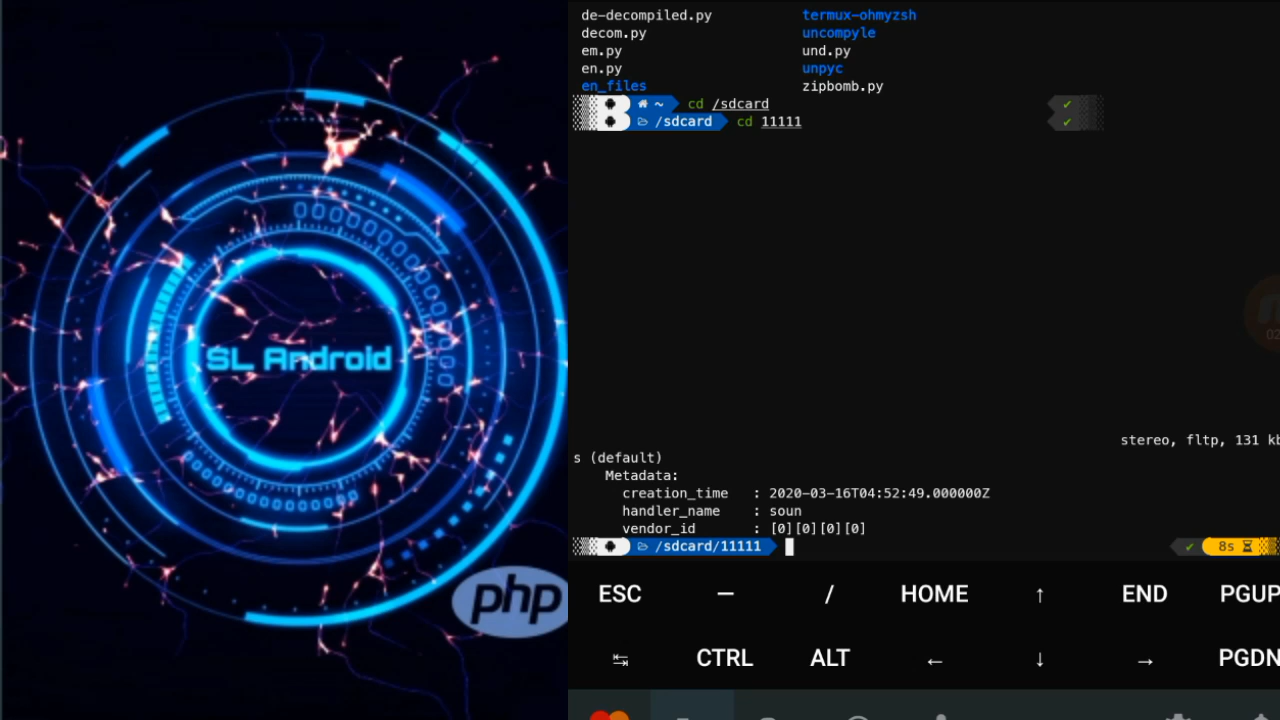 SL Android
php
de-decompiled.py termux-ohmyzsh
decom.py uncompyle
em.py und.py
en.py unpyc
en_files zipbomb.py
~ cd /sdcard ✔
/sdcard cd 11111 ✔
stereo, fltp, 131 kb
s (default)
Metadata:
creation_time : 2020-03-16T04:52:49.000000Z
handler_name : soun
vendor_id : [0][0][0][0]
/sdcard/11111 ✔ 8s
ESC — / HOME ↑ END PGUP
↹ CTRL ALT ← ↓ → PGDN